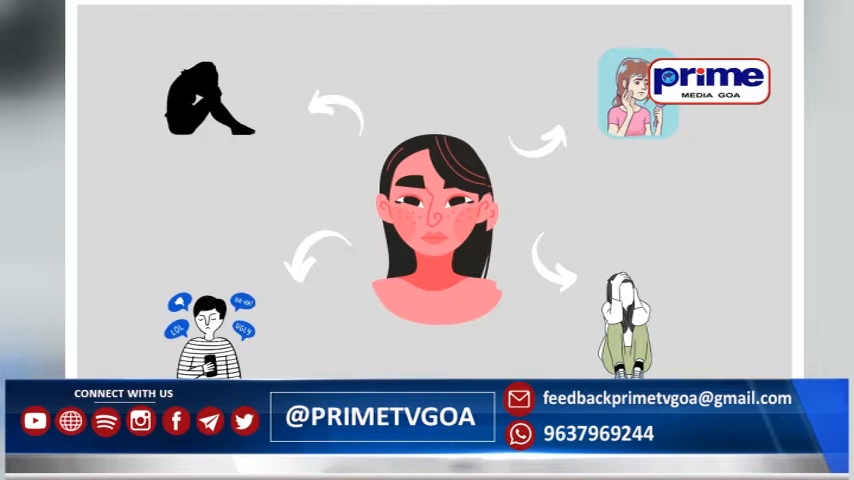 prime
MEDIA GOA
HA-HA!
LOL
UGLY
CONNECT WITH US
@PRIMETVGOA
feedbackprimetvgoa@gmail.com
9637969244